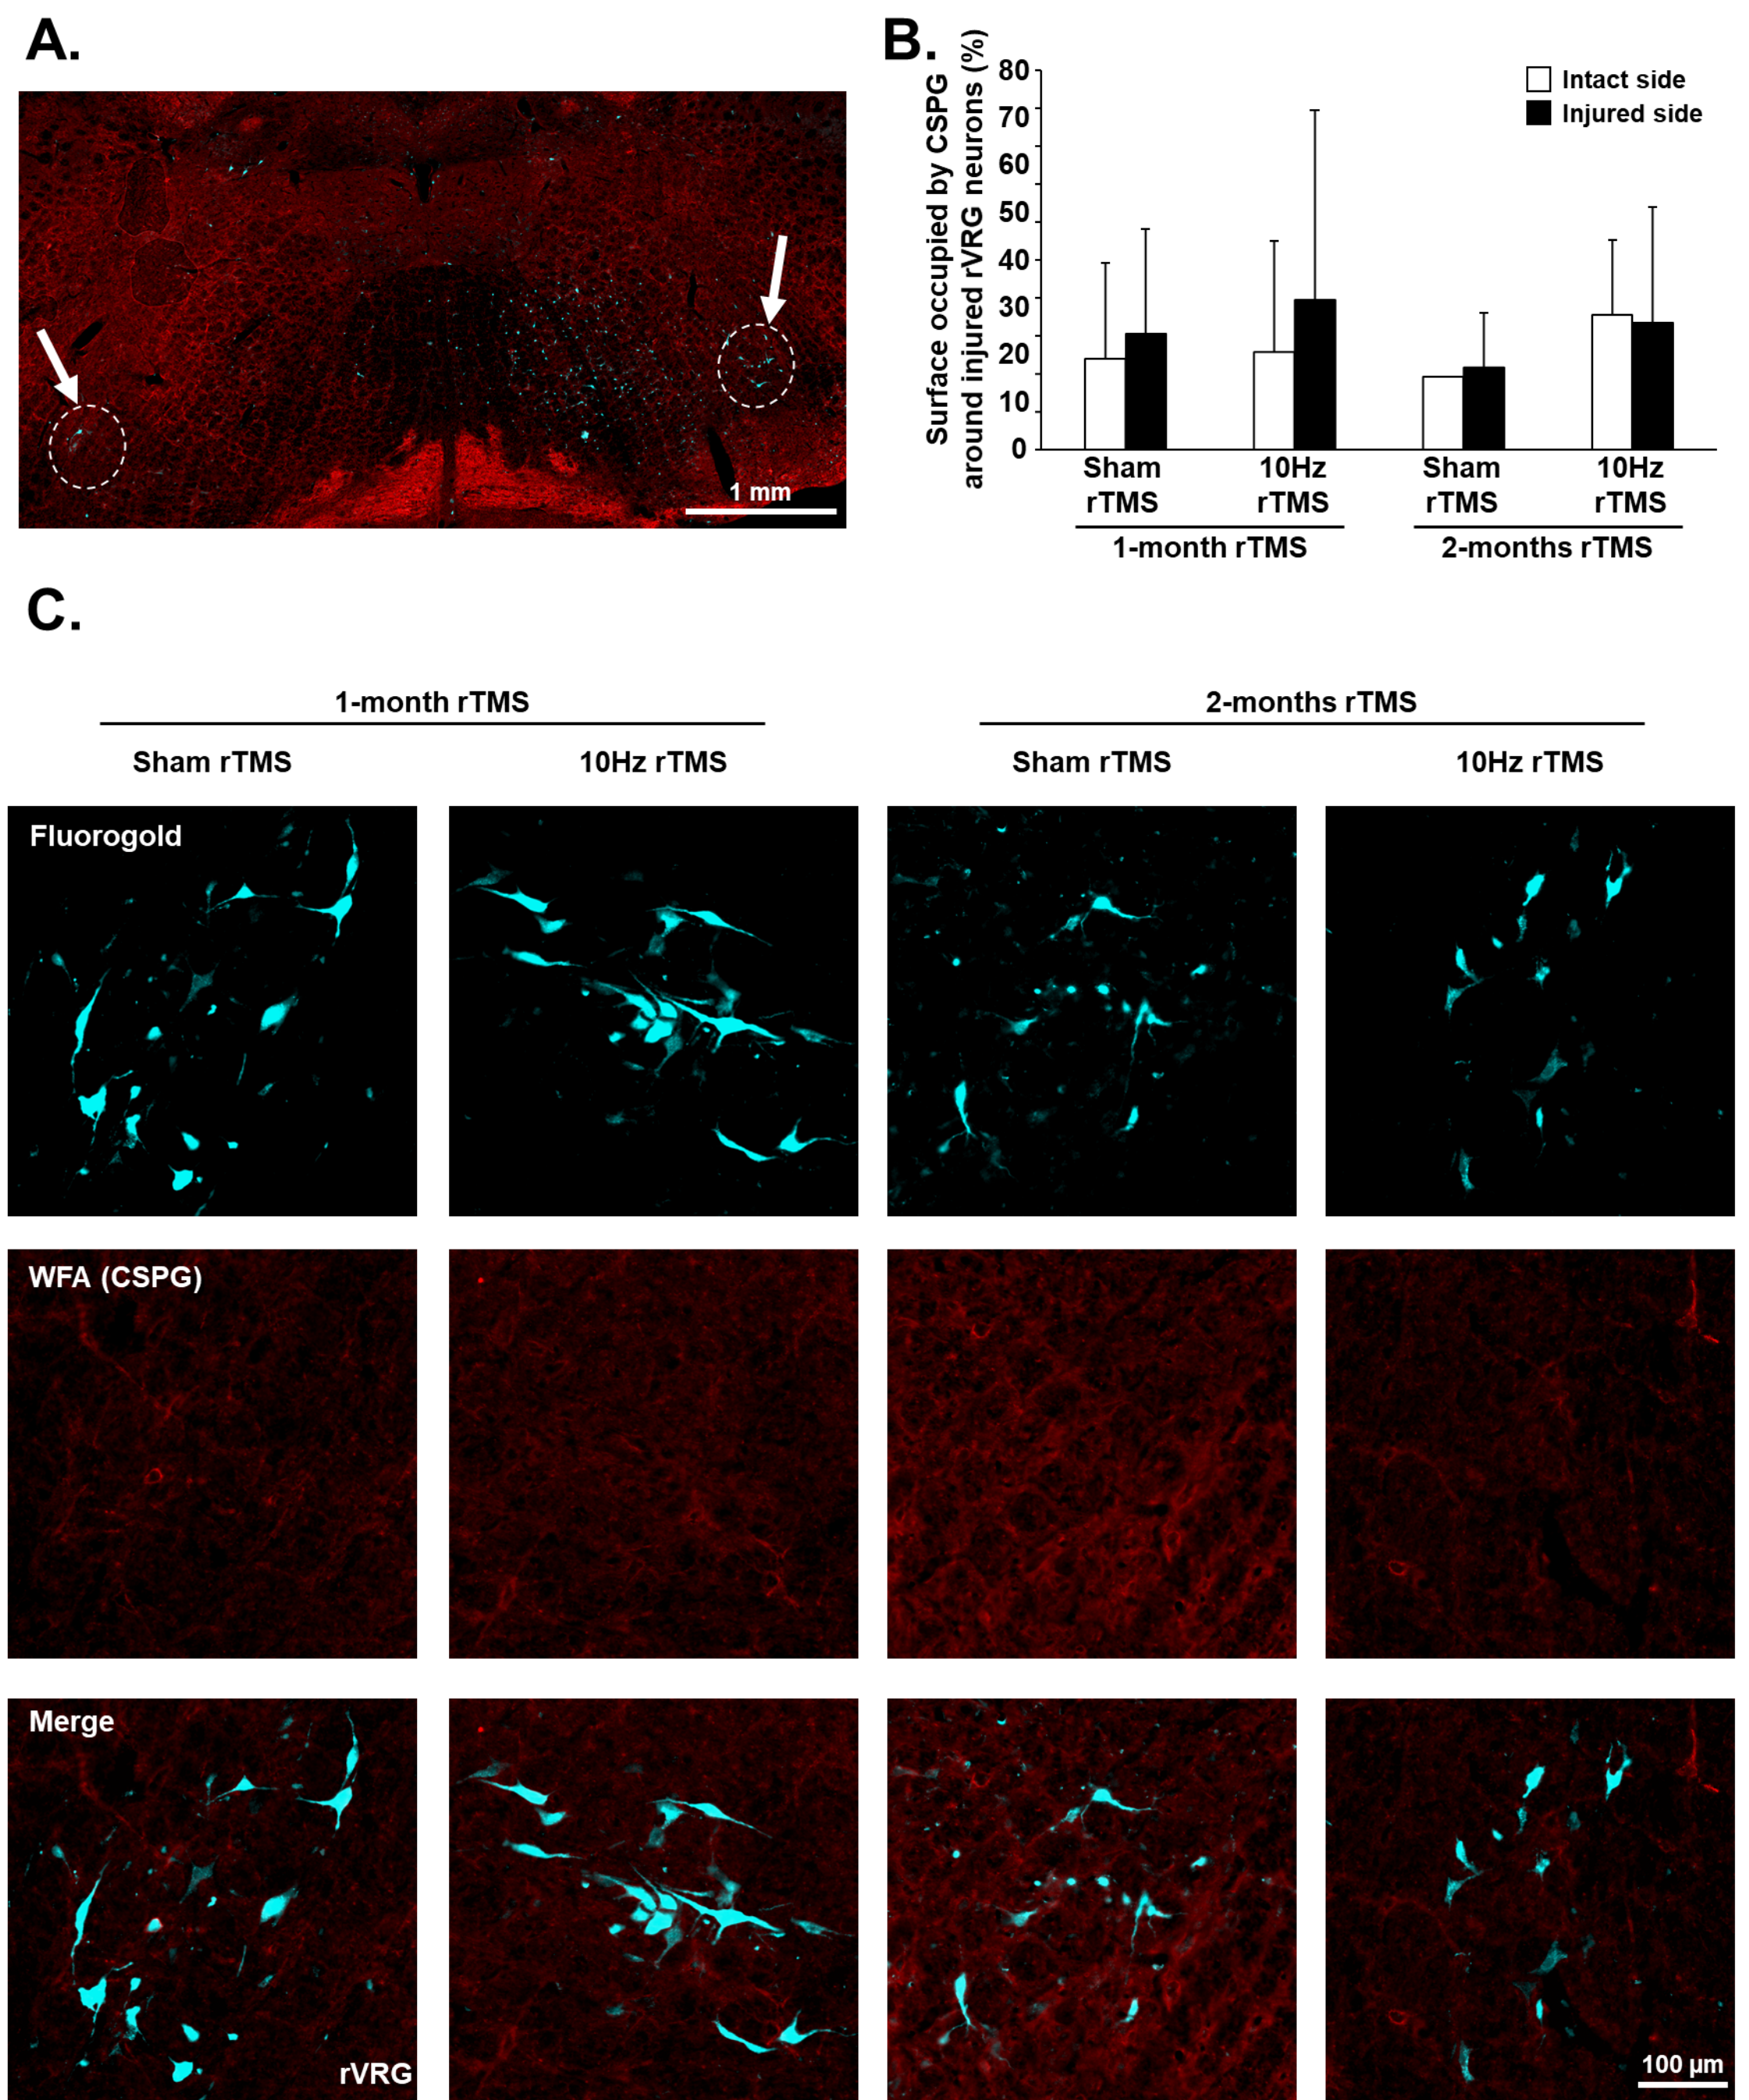 A.
1 mm
B.
Surface occupied by CSPG
around injured rVRG neurons (%)
80
70
60
50
40
30
20
10
0
Intact side
Injured side
Sham rTMS
10Hz rTMS
Sham rTMS
10Hz rTMS
1-month rTMS
2-months rTMS
C.
1-month rTMS
2-months rTMS
Sham rTMS
10Hz rTMS
Sham rTMS
10Hz rTMS
Fluorogold
WFA (CSPG)
Merge
rVRG
100 µm